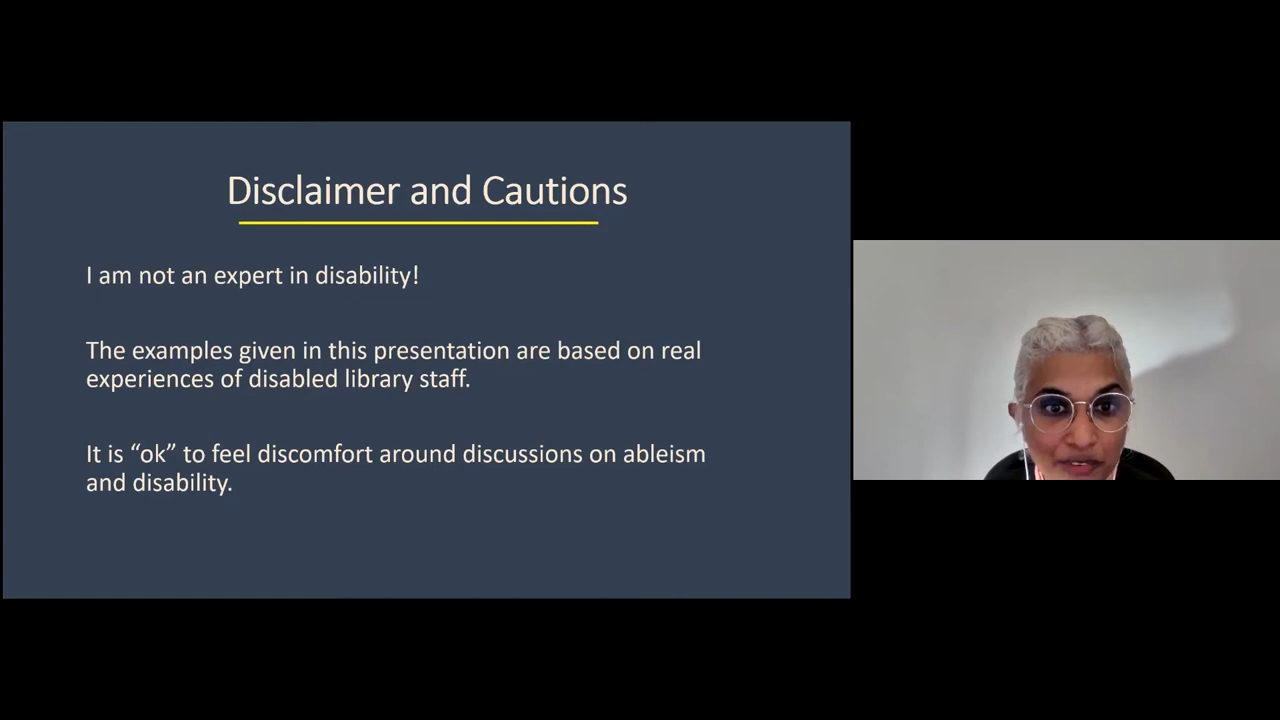 Disclaimer and Cautions
I am not an expert in disability!
The examples given in this presentation are based on real
experiences of disabled library staff.
It is “ok” to feel discomfort around discussions on ableism
and disability.